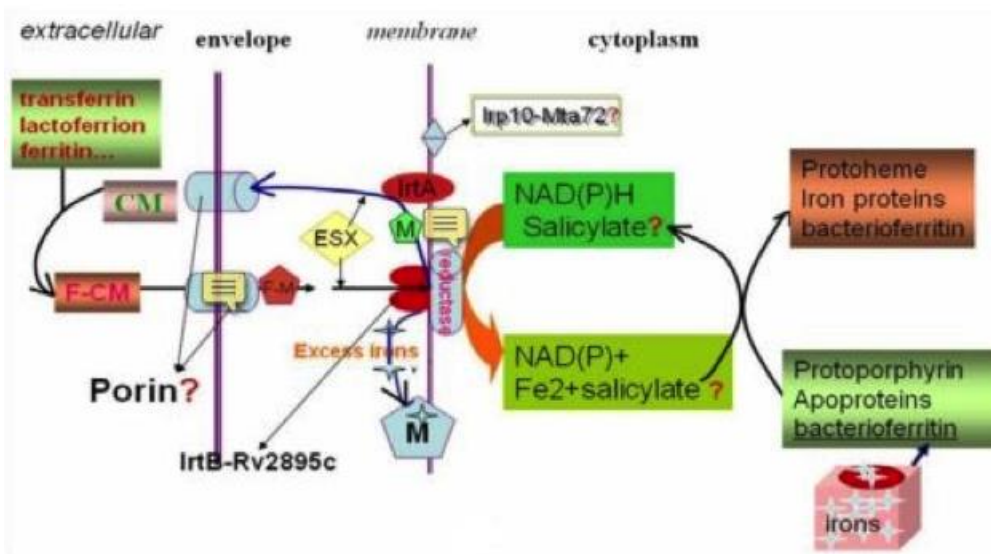 extracellular
envelope
membrane
cytoplasm
transferrin
lactoferrion
ferritin...
Irp10-Mta72?
CM
IrtA
M
ESX
NAD(P)H
Salicylate?
Protoheme
Iron proteins
bacterioferritin
F-CM
F-M
reductase
Excess irons
NAD(P)+
Fe2+salicylate ?
Porin?
M
Protoporphyrin
Apoproteins
bacterioferritin
IrtB-Rv2895c
irons